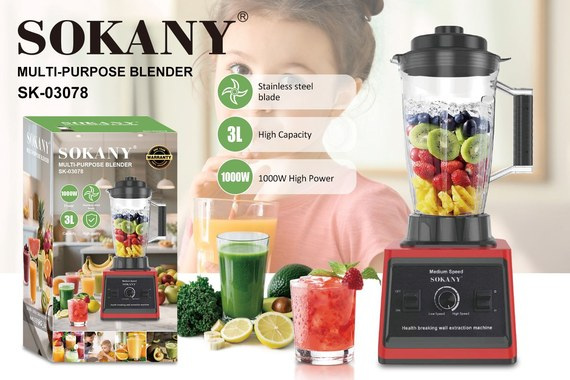 SOKANY®
MULTI-PURPOSE BLENDER
SK-03078
Stainless steel
blade
3L
High Capacity
1000W
1000W High Power
SOKANY®
MULTI-PURPOSE BLENDER
SK-03078
WARRANTY
1000W
3L
Medium Speed
SOKANY
Low Speed
High Speed
Health breaking wall extraction machine